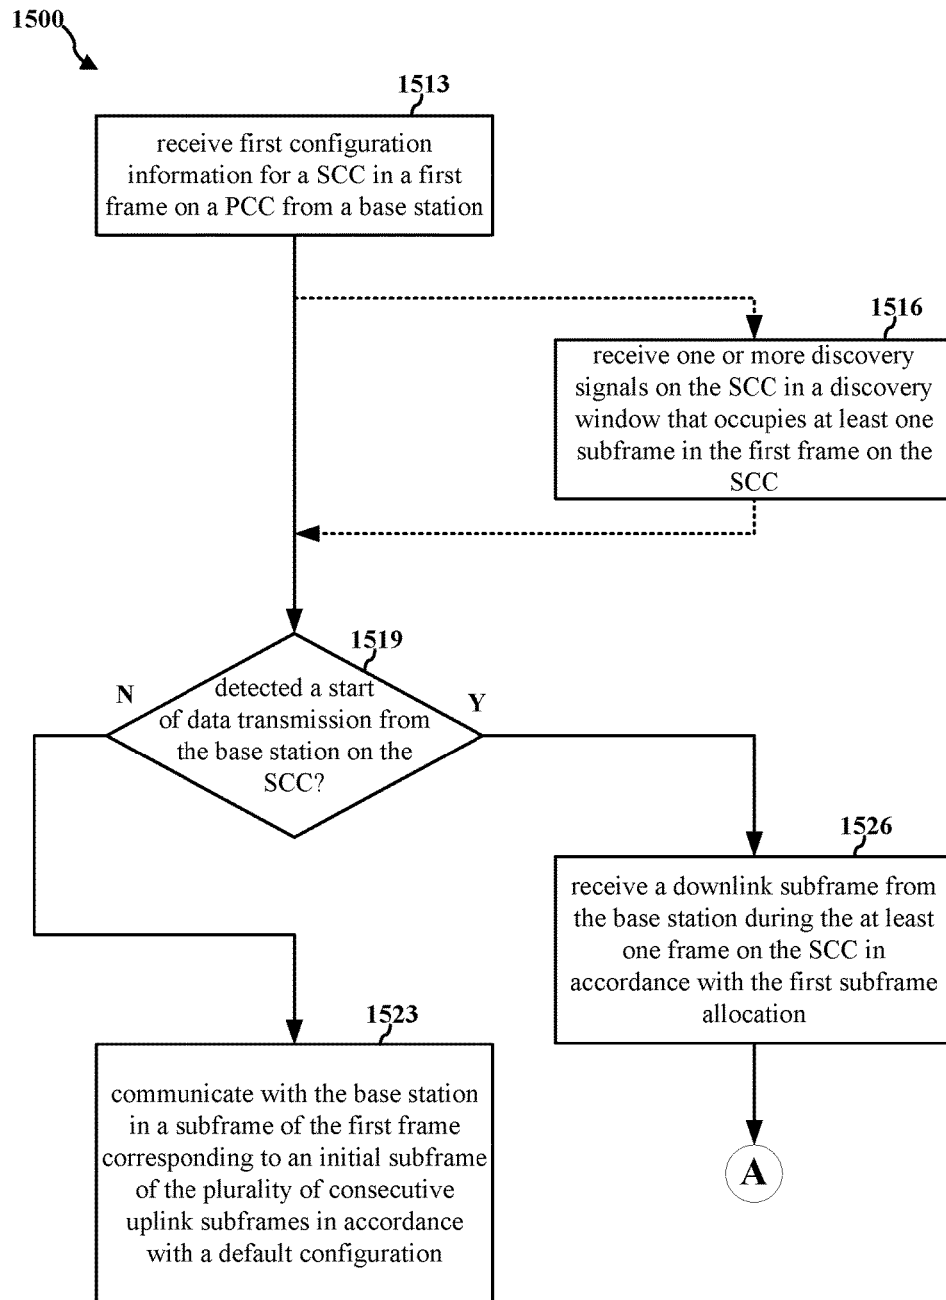 1500
1513
receive first configuration
information for a SCC in a first
frame on a PCC from a base station
1516
receive one or more discovery
signals on the SCC in a discovery
window that occupies at least one
subframe in the first frame on the
SCC
1519
N
Y
detected a start
of data transmission from
the base station on the
SCC?
1526
receive a downlink subframe from
the base station during the at least
one frame on the SCC in
accordance with the first subframe
allocation
1523
communicate with the base station
in a subframe of the first frame
corresponding to an initial subframe
of the plurality of consecutive
uplink subframes in accordance
with a default configuration
A